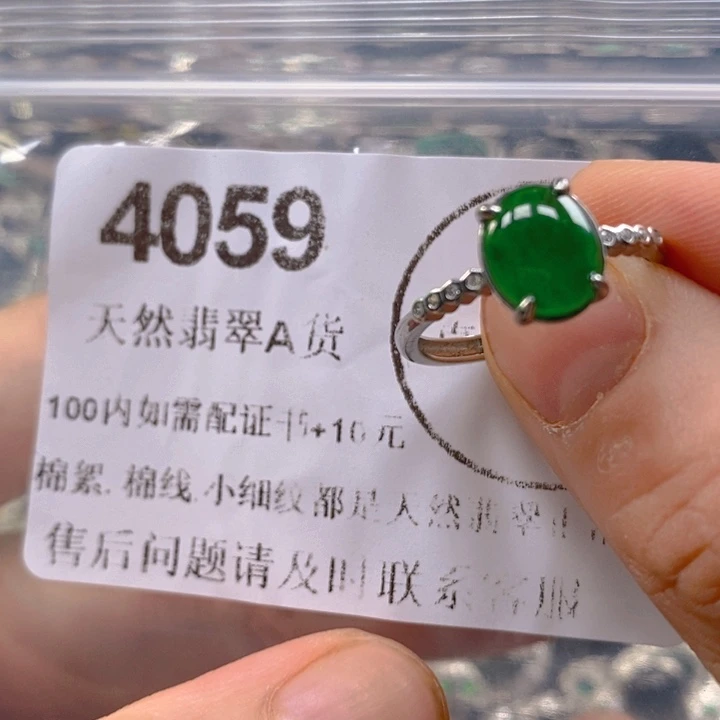 4059
天然翡翠A货
100内如需配证书+10元
棉絮.棉线.小细纹都是天然翡翠
售后问题请及时联系客服